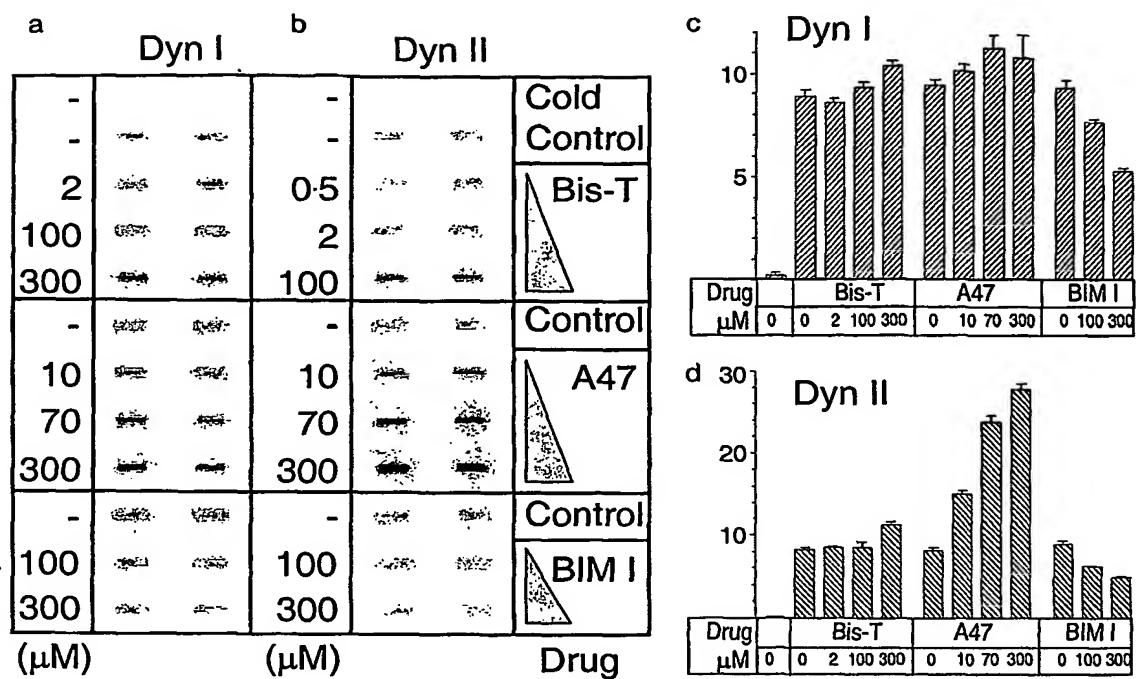 a
Dyn I
b
Dyn II
-
-
Cold
-
-
Control
2
0·5
Bis-T
100
2
300
100
-
-
Control
10
10
A47
70
70
300
300
-
-
Control
100
100
BIM I
300
300
(µM)
(µM)
Drug
c
Dyn I
10
5
Drug Bis-T A47 BIM I
µM 0 0 2 100 300 0 10 70 300 0 100 300
d
Dyn II
30
20
10
Drug Bis-T A47 BIM I
µM 0 0 2 100 300 0 10 70 300 0 100 300